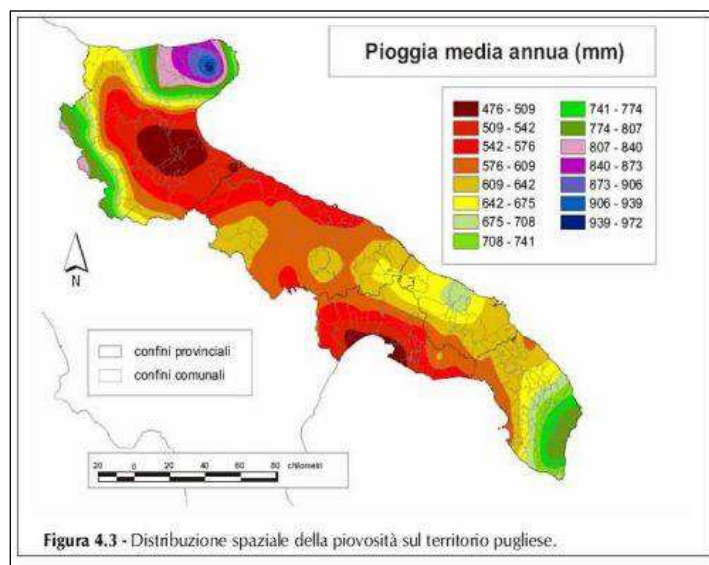 Pioggia media annua (mm)
476 - 509
509 - 542
542 - 576
576 - 609
609 - 642
642 - 675
675 - 708
708 - 741
741 - 774
774 - 807
807 - 840
840 - 873
873 - 906
906 - 939
939 - 972
N
confini provinciali
confini comunali
20 0 20 40 60 80 chilometri
Figura 4.3 - Distribuzione spaziale della piovosità sul territorio pugliese.